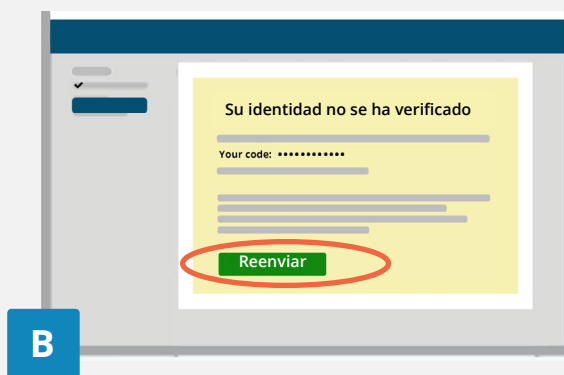 Su identidad no se ha verificado
Your code: ••••••••••••
Reenviar
B